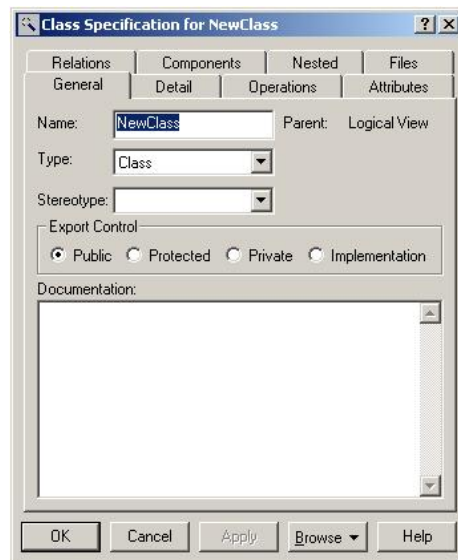 Class Specification for NewClass
Relations Components Nested Files
General Detail Operations Attributes
Name: NewClass Parent: Logical View
Type: Class
Stereotype:
Export Control
Public Protected Private Implementation
Documentation:
OK Cancel Apply Browse Help